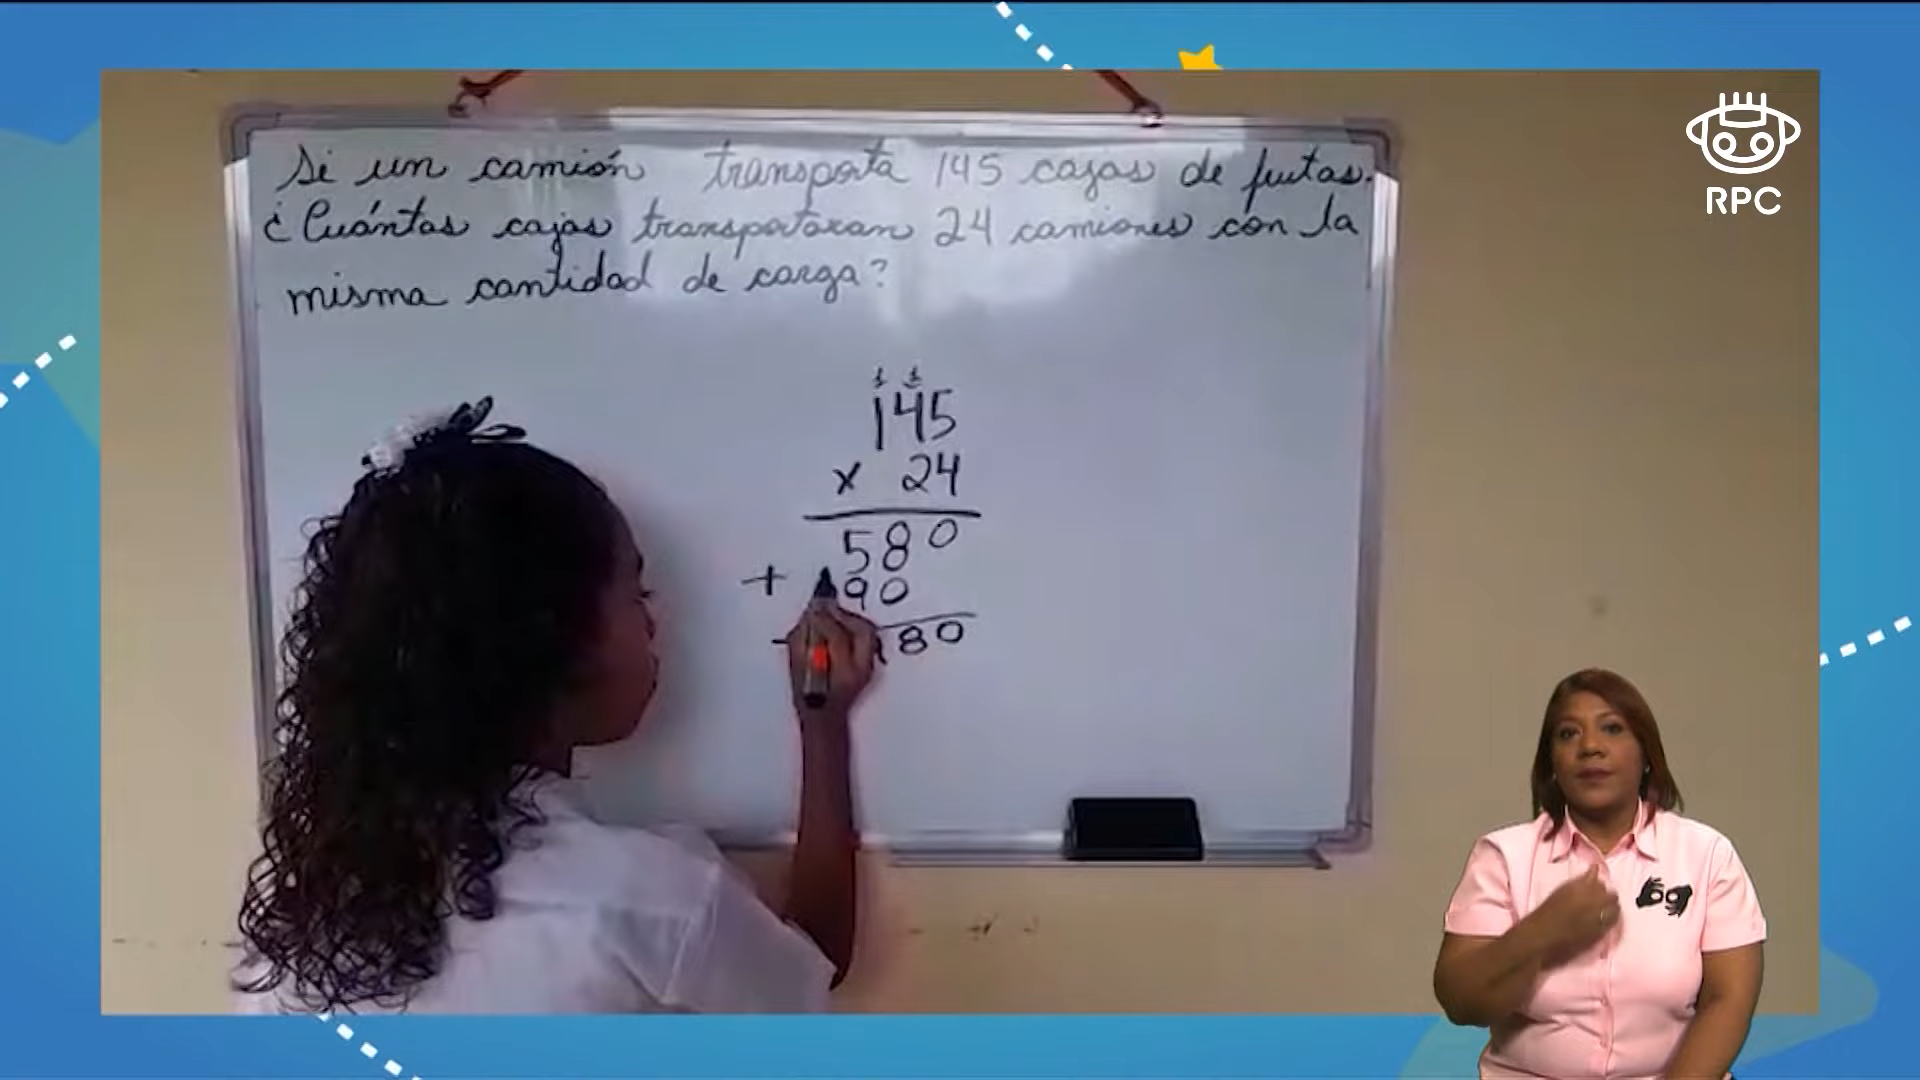 Si un camión transporta 145 cajas de frutas.
¿Cuántas cajas transportaran 24 camiones con la
misma cantidad de carga?
145
x 24
580
+ 90
80
RPC